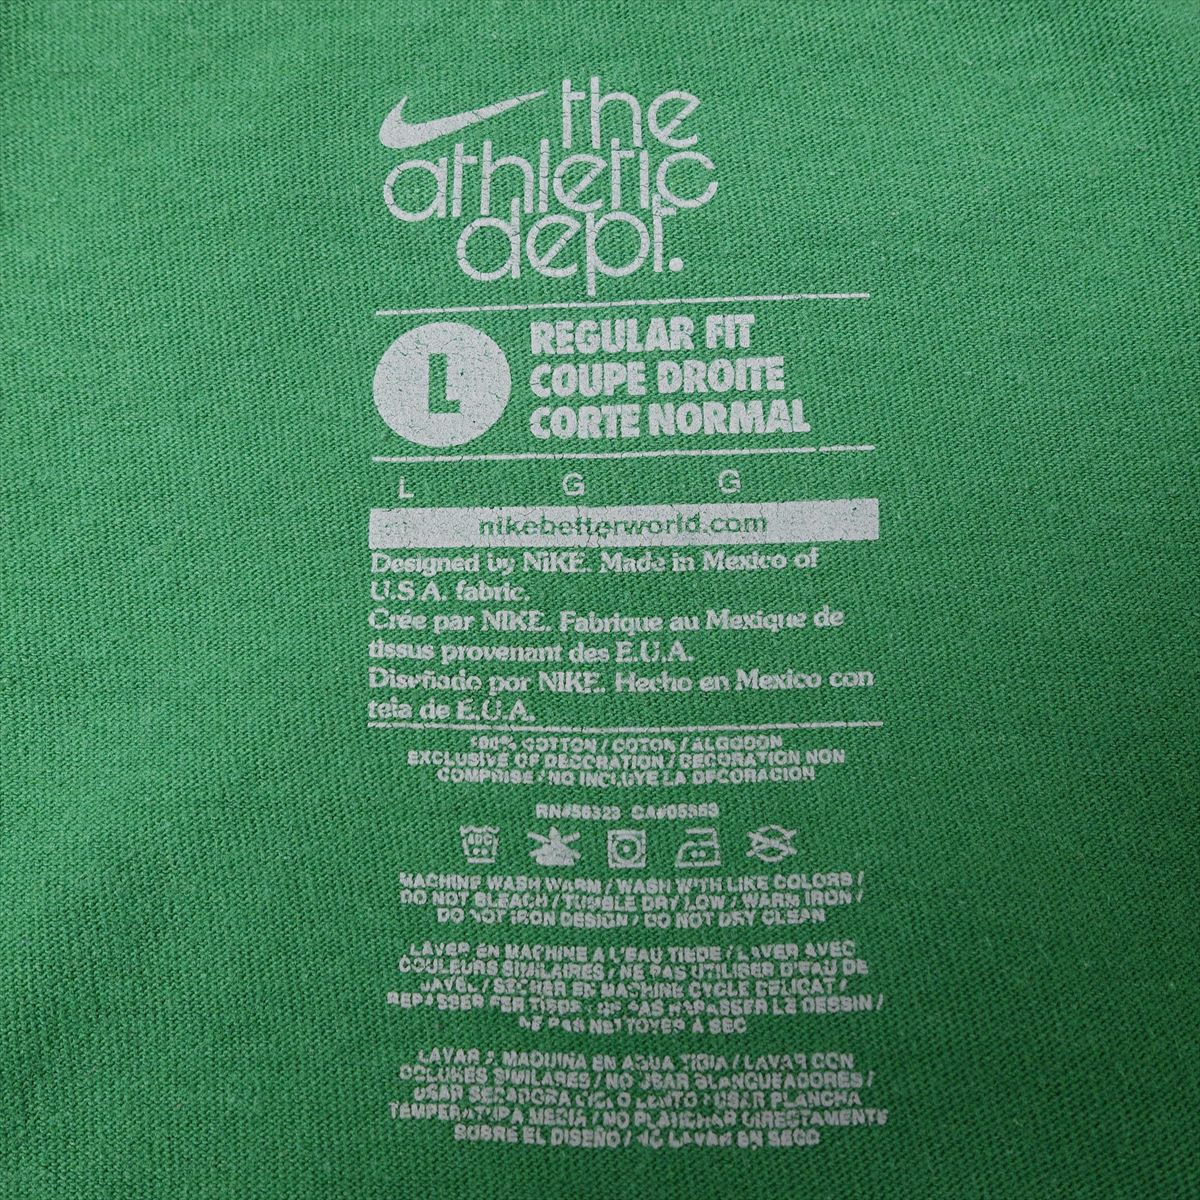 the
athletic
dept.
L
REGULAR FIT
COUPE DROITE
CORTE NORMAL
L G G
nikebetterworld.com
Designed by NIKE. Made in Mexico of
U.S.A. fabric.
Crée par NIKE. Fabrique au Mexique de
tissus provenant des E.U.A.
Diseñado por NIKE. Hecho en Mexico con
tela de E.U.A.
100% COTTON / COTON / ALGODON
EXCLUSIVE OF DECORATION / DECORATION NON
COMPRISE / NO INCLUYE LA DECORACION
RN#56323 CA#05553
40C
MACHINE WASH WARM / WASH WITH LIKE COLORS /
DO NOT BLEACH / TUMBLE DRY LOW / WARM IRON /
DO NOT IRON DESIGN / DO NOT DRY CLEAN
LAVER EN MACHINE A L'EAU TIEDE / LAVER AVEC
COULEURS SIMILAIRES / NE PAS UTILISER D'EAU DE
JAVEL / SECHER EN MACHINE CYCLE DELICAT /
REPASSER FER TIEDE / NE PAS REPASSER LE DESSIN /
NE PAS NETTOYER A SEC
LAVAR A MAQUINA EN AGUA TIBIA / LAVAR CON
COLORES SIMILARES / NO USAR BLANQUEADORES /
USAR SECADORA CICLO LENTO / USAR PLANCHA
TEMPERATURA MEDIA / NO PLANCHAR DIRECTAMENTE
SOBRE EL DISEÑO / NO LAVAR EN SECO